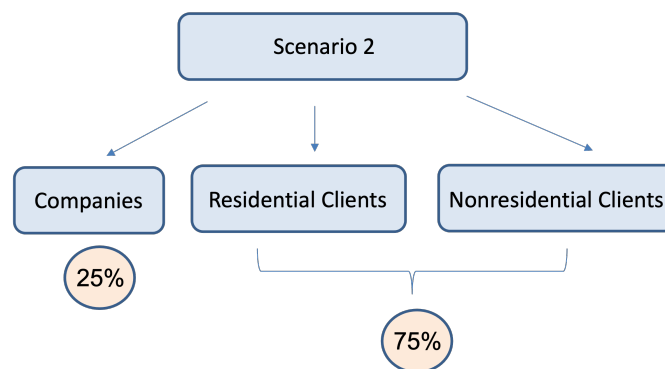 Scenario 2
Companies
Residential Clients
Nonresidential Clients
25%
75%